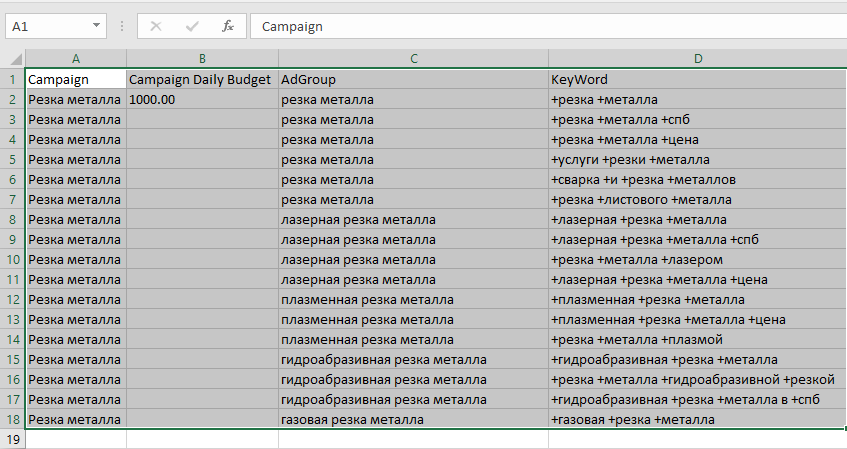 A1 fx Campaign
A B C D
1 Campaign Campaign Daily Budget AdGroup KeyWord
2 Резка металла 1000.00 резка металла +резка +металла
3 Резка металла резка металла +резка +металла +спб
4 Резка металла резка металла +резка +металла +цена
5 Резка металла резка металла +услуги +резки +металла
6 Резка металла резка металла +сварка +и +резка +металлов
7 Резка металла резка металла +резка +листового +металла
8 Резка металла лазерная резка металла +лазерная +резка +металла
9 Резка металла лазерная резка металла +лазерная +резка +металла +спб
10 Резка металла лазерная резка металла +резка +металла +лазером
11 Резка металла лазерная резка металла +лазерная +резка +металла +цена
12 Резка металла плазменная резка металла +плазменная +резка +металла
13 Резка металла плазменная резка металла +плазменная +резка +металла +цена
14 Резка металла плазменная резка металла +резка +металла +плазмой
15 Резка металла гидроабразивная резка металла +гидроабразивная +резка +металла
16 Резка металла гидроабразивная резка металла +резка +металла +гидроабразивной +резкой
17 Резка металла гидроабразивная резка металла +гидроабразивная +резка +металла в +спб
18 Резка металла газовая резка металла +газовая +резка +металла
19